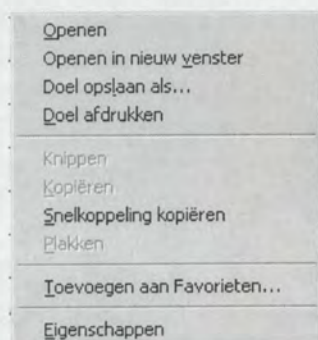 Openen
Openen in nieuw venster
Doel opslaan als...
Doel afdrukken
Knippen
Kopiëren
Snelkoppeling kopiëren
Plakken
Toevoegen aan Favorieten...
Eigenschappen